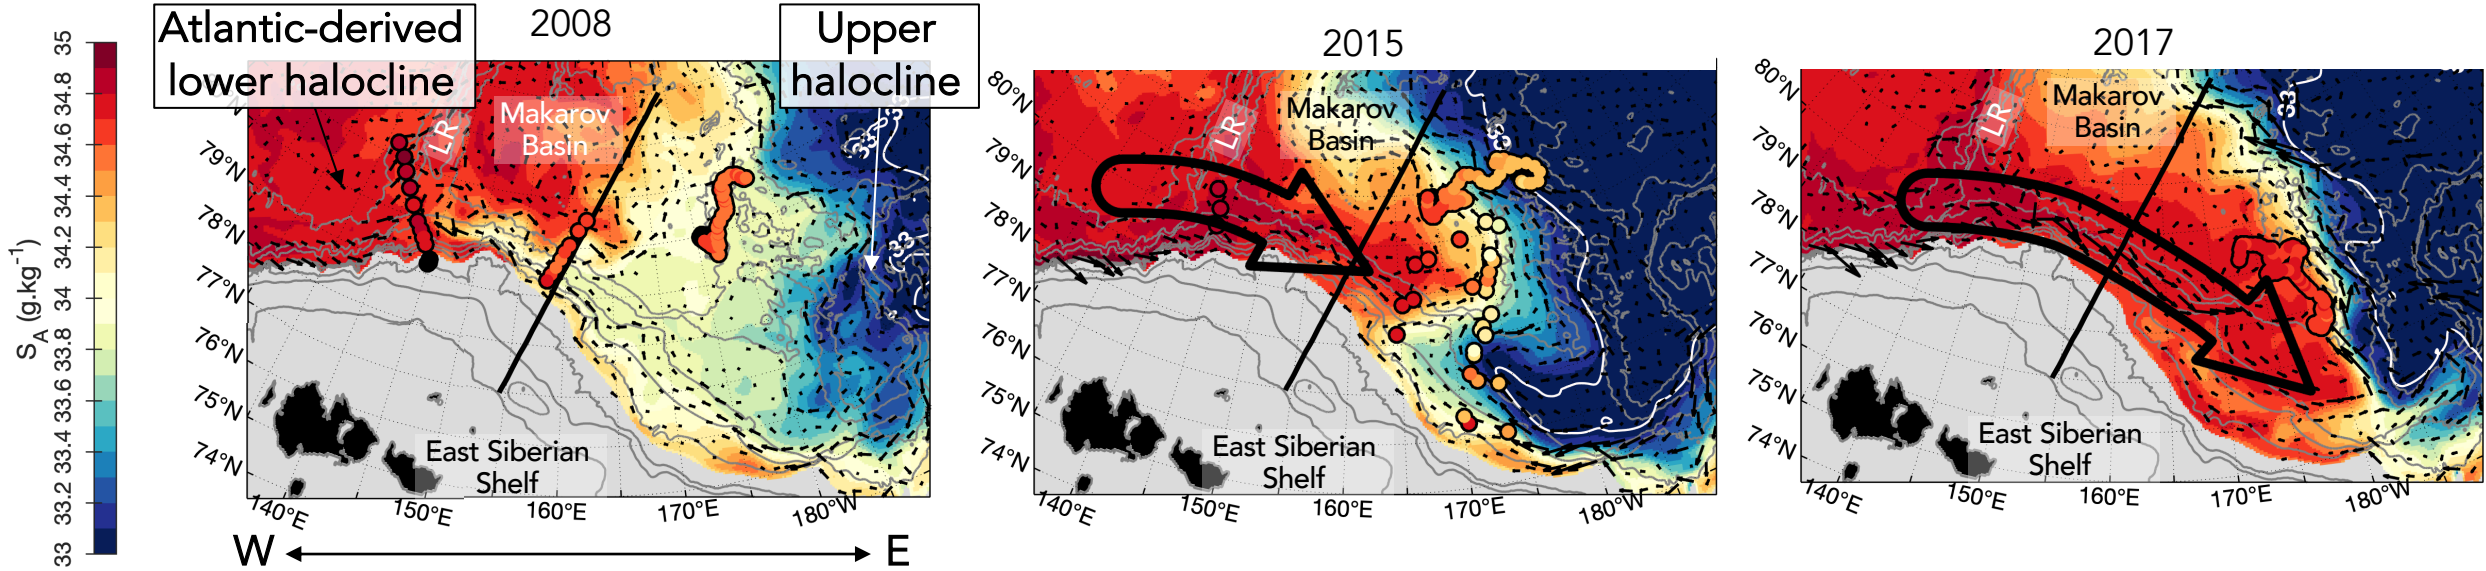 Atlantic-derived
lower halocline
2008
Upper
halocline
2015
2017
S_A (g.kg⁻¹)
35
34.8
34.6
34.4
34.2
34
33.8
33.6
33.4
33.2
33
N
79°N
78°N
77°N
76°N
75°N
74°N
140°E
150°E
160°E
170°E
180°W
LR
Makarov
Basin
33
33
33
East Siberian
Shelf
W
E
80°N
79°N
78°N
77°N
76°N
75°N
74°N
140°E
150°E
160°E
170°E
180°W
LR
Makarov
Basin
33
East Siberian
Shelf
80°N
79°N
78°N
77°N
76°N
75°N
74°N
140°E
150°E
160°E
170°E
180°W
LR
Makarov
Basin
33
East Siberian
Shelf